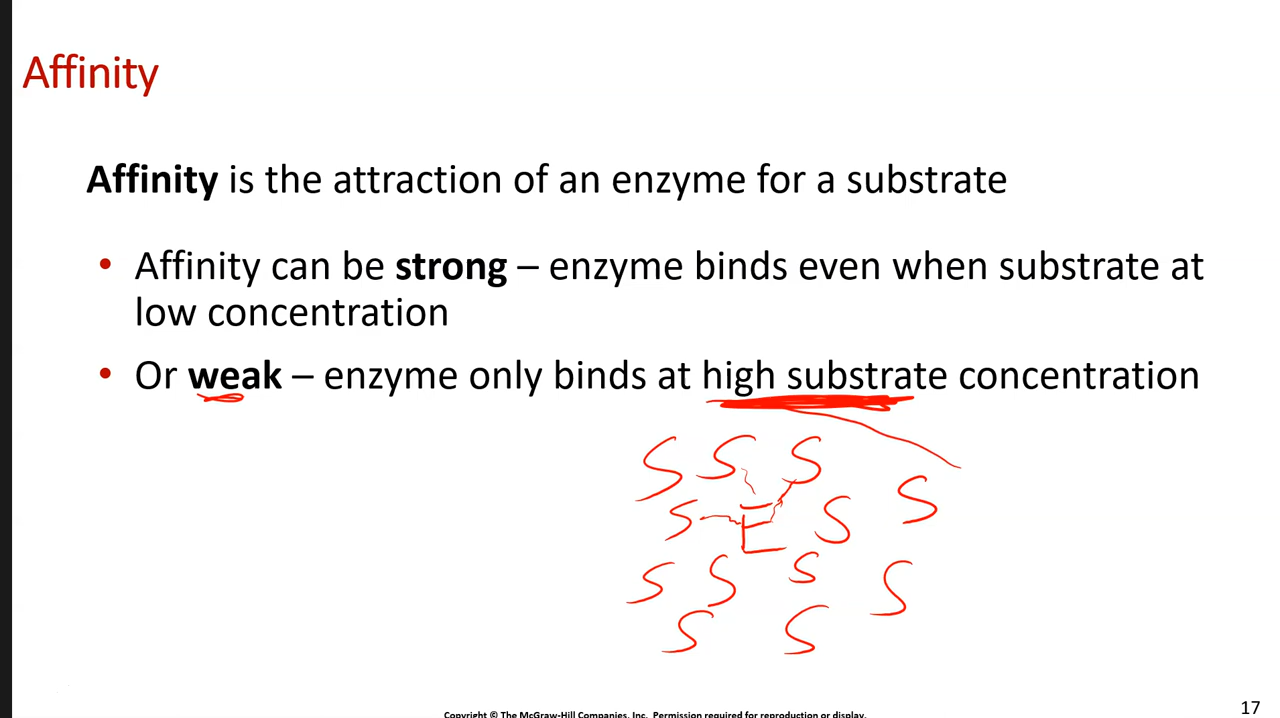 Affinity
Affinity is the attraction of an enzyme for a substrate
• Affinity can be strong – enzyme binds even when substrate at
low concentration
• Or weak – enzyme only binds at high substrate concentration
S S S
S E S S
S S S S
S S
17
Copyright © The McGraw-Hill Companies, Inc. Permission required for reproduction or display.